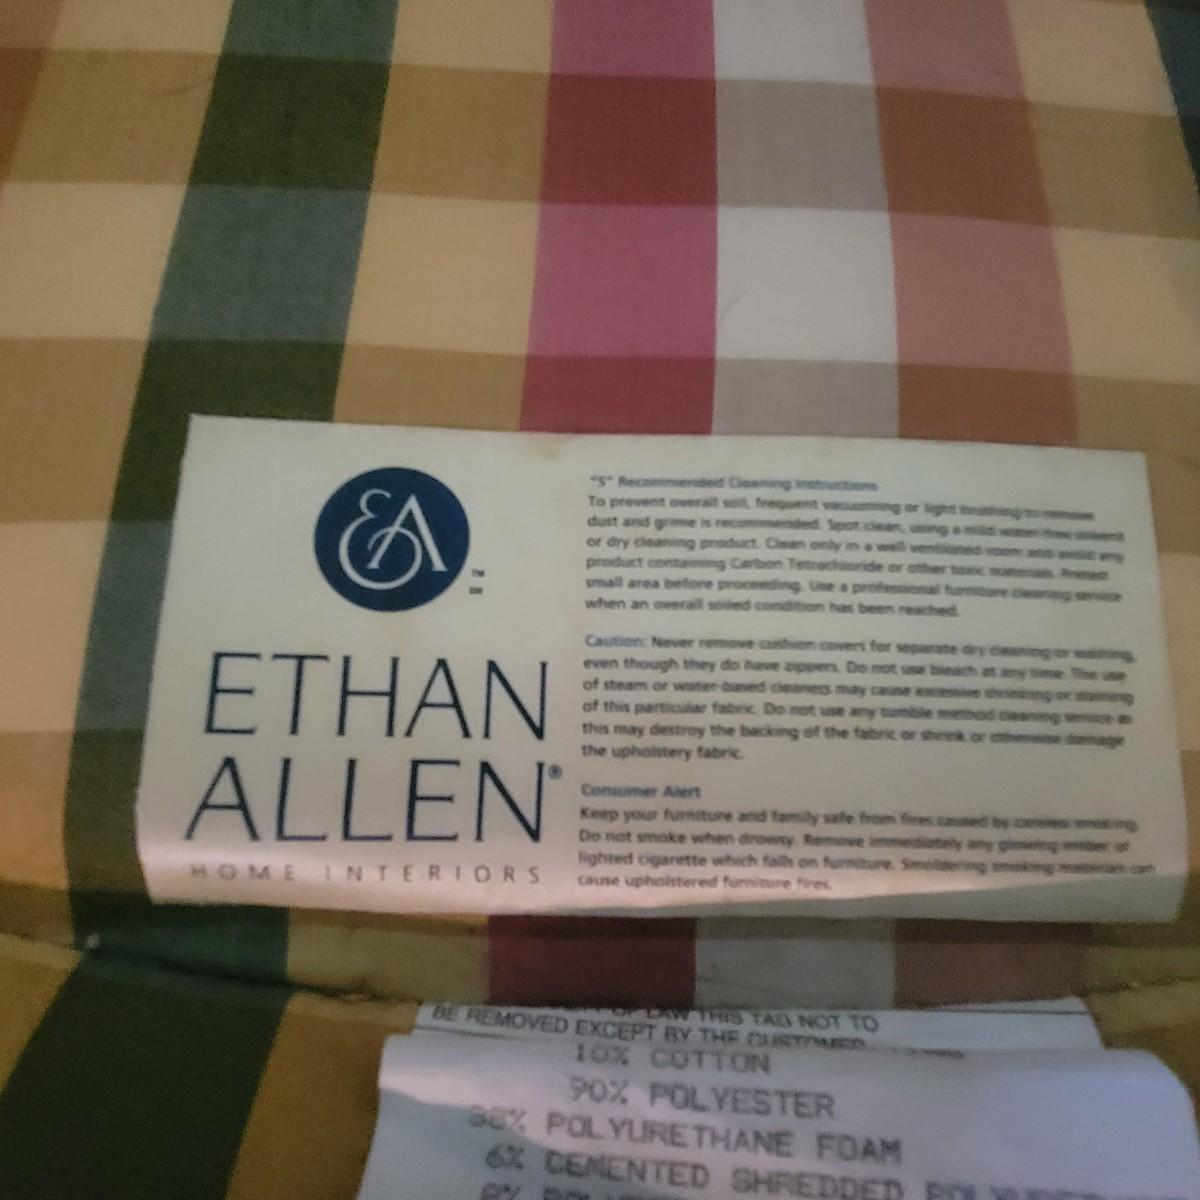 EA
™
SM
ETHAN
ALLEN®
HOME INTERIORS
"S" Recommended Cleaning Instructions
To prevent overall soil, frequent vacuuming or light brushing to remove
dust and grime is recommended. Spot clean, using a mild water-free solvent
or dry cleaning product. Clean only in a well ventilated room and avoid any
product containing Carbon Tetrachloride or other toxic materials. Pretest
small area before proceeding. Use a professional furniture cleaning service
when an overall soiled condition has been reached.
Caution: Never remove cushion covers for separate dry cleaning or washing,
even though they do have zippers. Do not use bleach at any time. The use
of steam or water-based cleaners may cause excessive shrinking or staining
of this particular fabric. Do not use any tumble method cleaning service as
this may destroy the backing of the fabric or shrink or otherwise damage
the upholstery fabric.
Consumer Alert
Keep your furniture and family safe from fires caused by careless smoking.
Do not smoke when drowsy. Remove immediately any glowing ember or
lighted cigarette which falls on furniture. Smoldering smoking materials can
cause upholstered furniture fires.
OF LAW THIS TAG NOT TO
BE REMOVED EXCEPT BY THE CUSTOMER
10% COTTON
90% POLYESTER
POLYURETHANE FOAM
6% CEMENTED SHREDDED